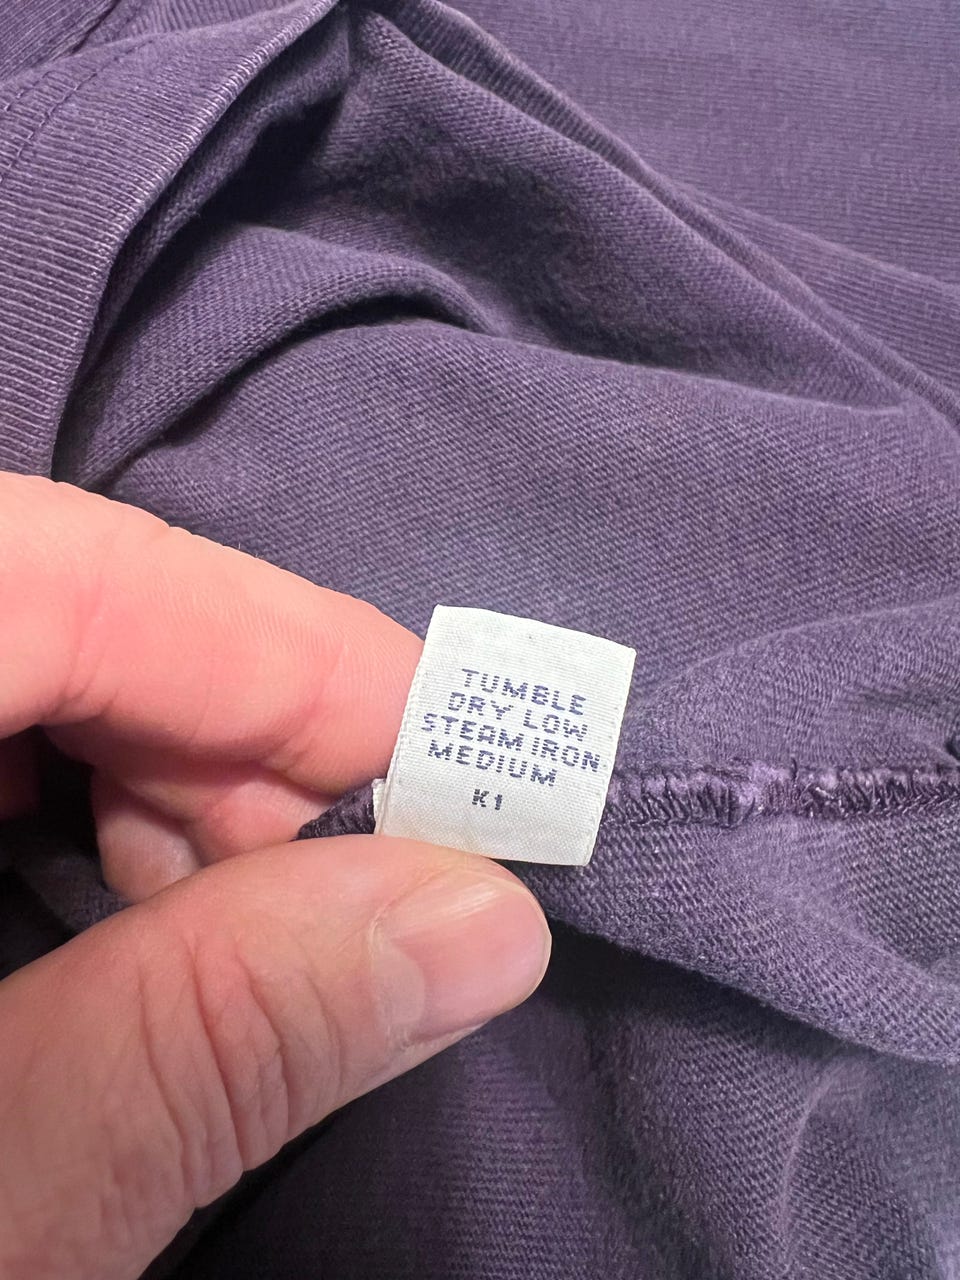 TUMBLE
DRY LOW
STEAM IRON
MEDIUM
K1